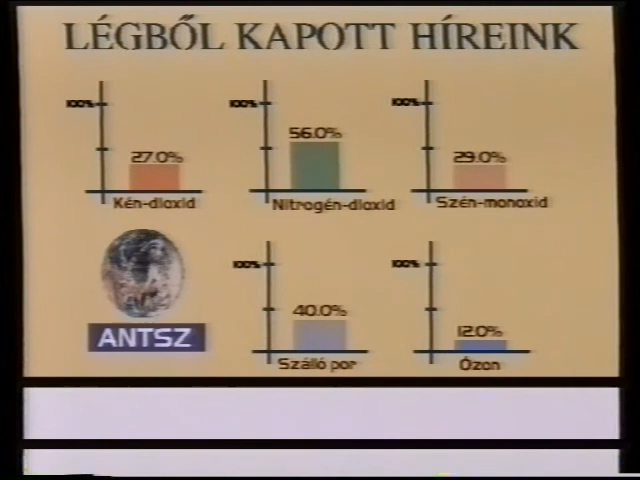 LÉGBŐL KAPOTT HÍREINK
100% 100% 100%
27.0% 56.0% 29.0%
Kén-dioxid Nitrogén-dioxid Szén-monoxid
100% 100%
ANTSZ 40.0% 12.0%
Szálló por Ózon